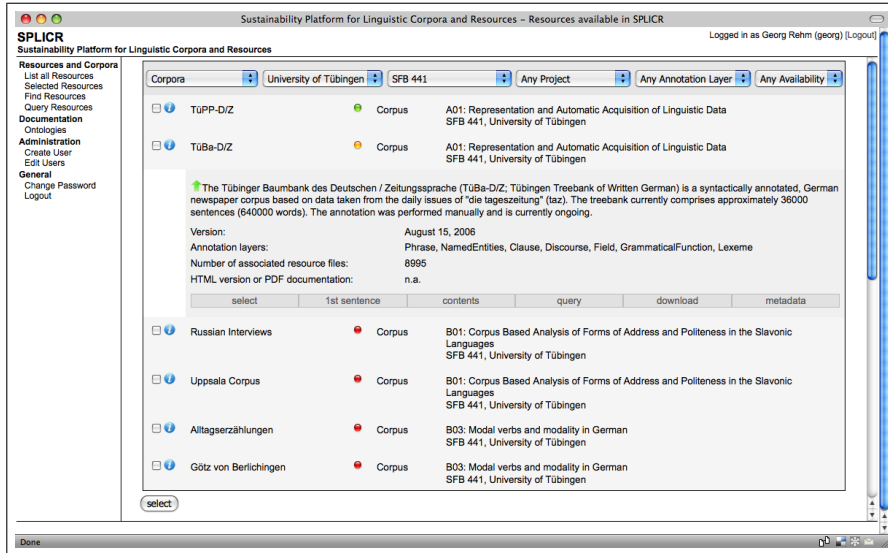 Sustainability Platform for Linguistic Corpora and Resources – Resources available in SPLICR
SPLICR
Logged in as Georg Rehm (georg) [Logout]
Sustainability Platform for Linguistic Corpora and Resources
Resources and Corpora
List all Resources
Selected Resources
Find Resources
Query Resources
Documentation
Ontologies
Administration
Create User
Edit Users
General
Change Password
Logout
Corpora University of Tübingen SFB 441 Any Project Any Annotation Layer Any Availability
TüPP-D/Z Corpus A01: Representation and Automatic Acquisition of Linguistic Data
SFB 441, University of Tübingen
TüBa-D/Z Corpus A01: Representation and Automatic Acquisition of Linguistic Data
SFB 441, University of Tübingen
The Tübinger Baumbank des Deutschen / Zeitungssprache (TüBa-D/Z; Tübingen Treebank of Written German) is a syntactically annotated, German
newspaper corpus based on data taken from the daily issues of "die tageszeitung" (taz). The treebank currently comprises approximately 36000
sentences (640000 words). The annotation was performed manually and is currently ongoing.
Version: August 15, 2006
Annotation layers: Phrase, NamedEntities, Clause, Discourse, Field, GrammaticalFunction, Lexeme
Number of associated resource files: 8995
HTML version or PDF documentation: n.a.
select 1st sentence contents query download metadata
Russian Interviews Corpus B01: Corpus Based Analysis of Forms of Address and Politeness in the Slavonic
Languages
SFB 441, University of Tübingen
Uppsala Corpus Corpus B01: Corpus Based Analysis of Forms of Address and Politeness in the Slavonic
Languages
SFB 441, University of Tübingen
Alltagserzählungen Corpus B03: Modal verbs and modality in German
SFB 441, University of Tübingen
Götz von Berlichingen Corpus B03: Modal verbs and modality in German
SFB 441, University of Tübingen
select
Done